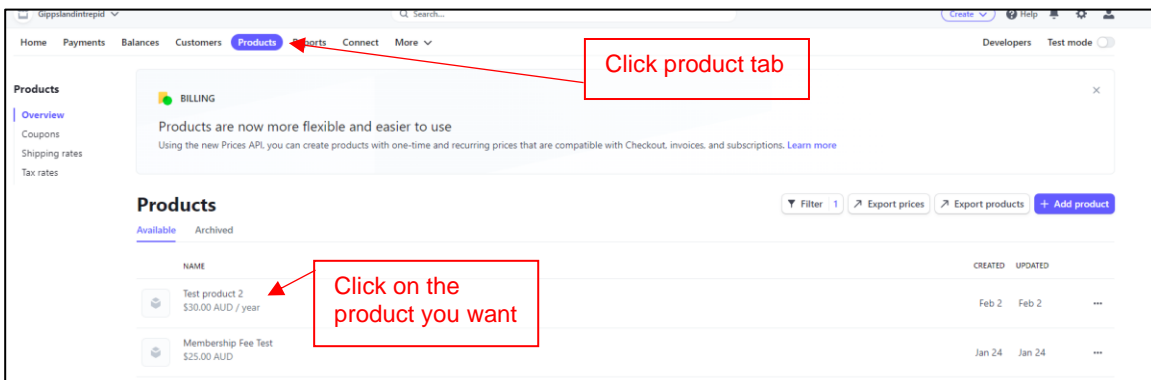 Gippslandintrepid
Search...
Create
Help
Home Payments Balances Customers Products Reports Connect More
Developers Test mode
Click product tab
Products
Overview
Coupons
Shipping rates
Tax rates
BILLING
Products are now more flexible and easier to use
Using the new Prices API, you can create products with one-time and recurring prices that are compatible with Checkout, invoices, and subscriptions. Learn more
Products
Filter 1 Export prices Export products + Add product
Available Archived
NAME CREATED UPDATED
Test product 2
$30.00 AUD / year
Feb 2 Feb 2
Click on the
product you want
Membership Fee Test
$25.00 AUD
Jan 24 Jan 24